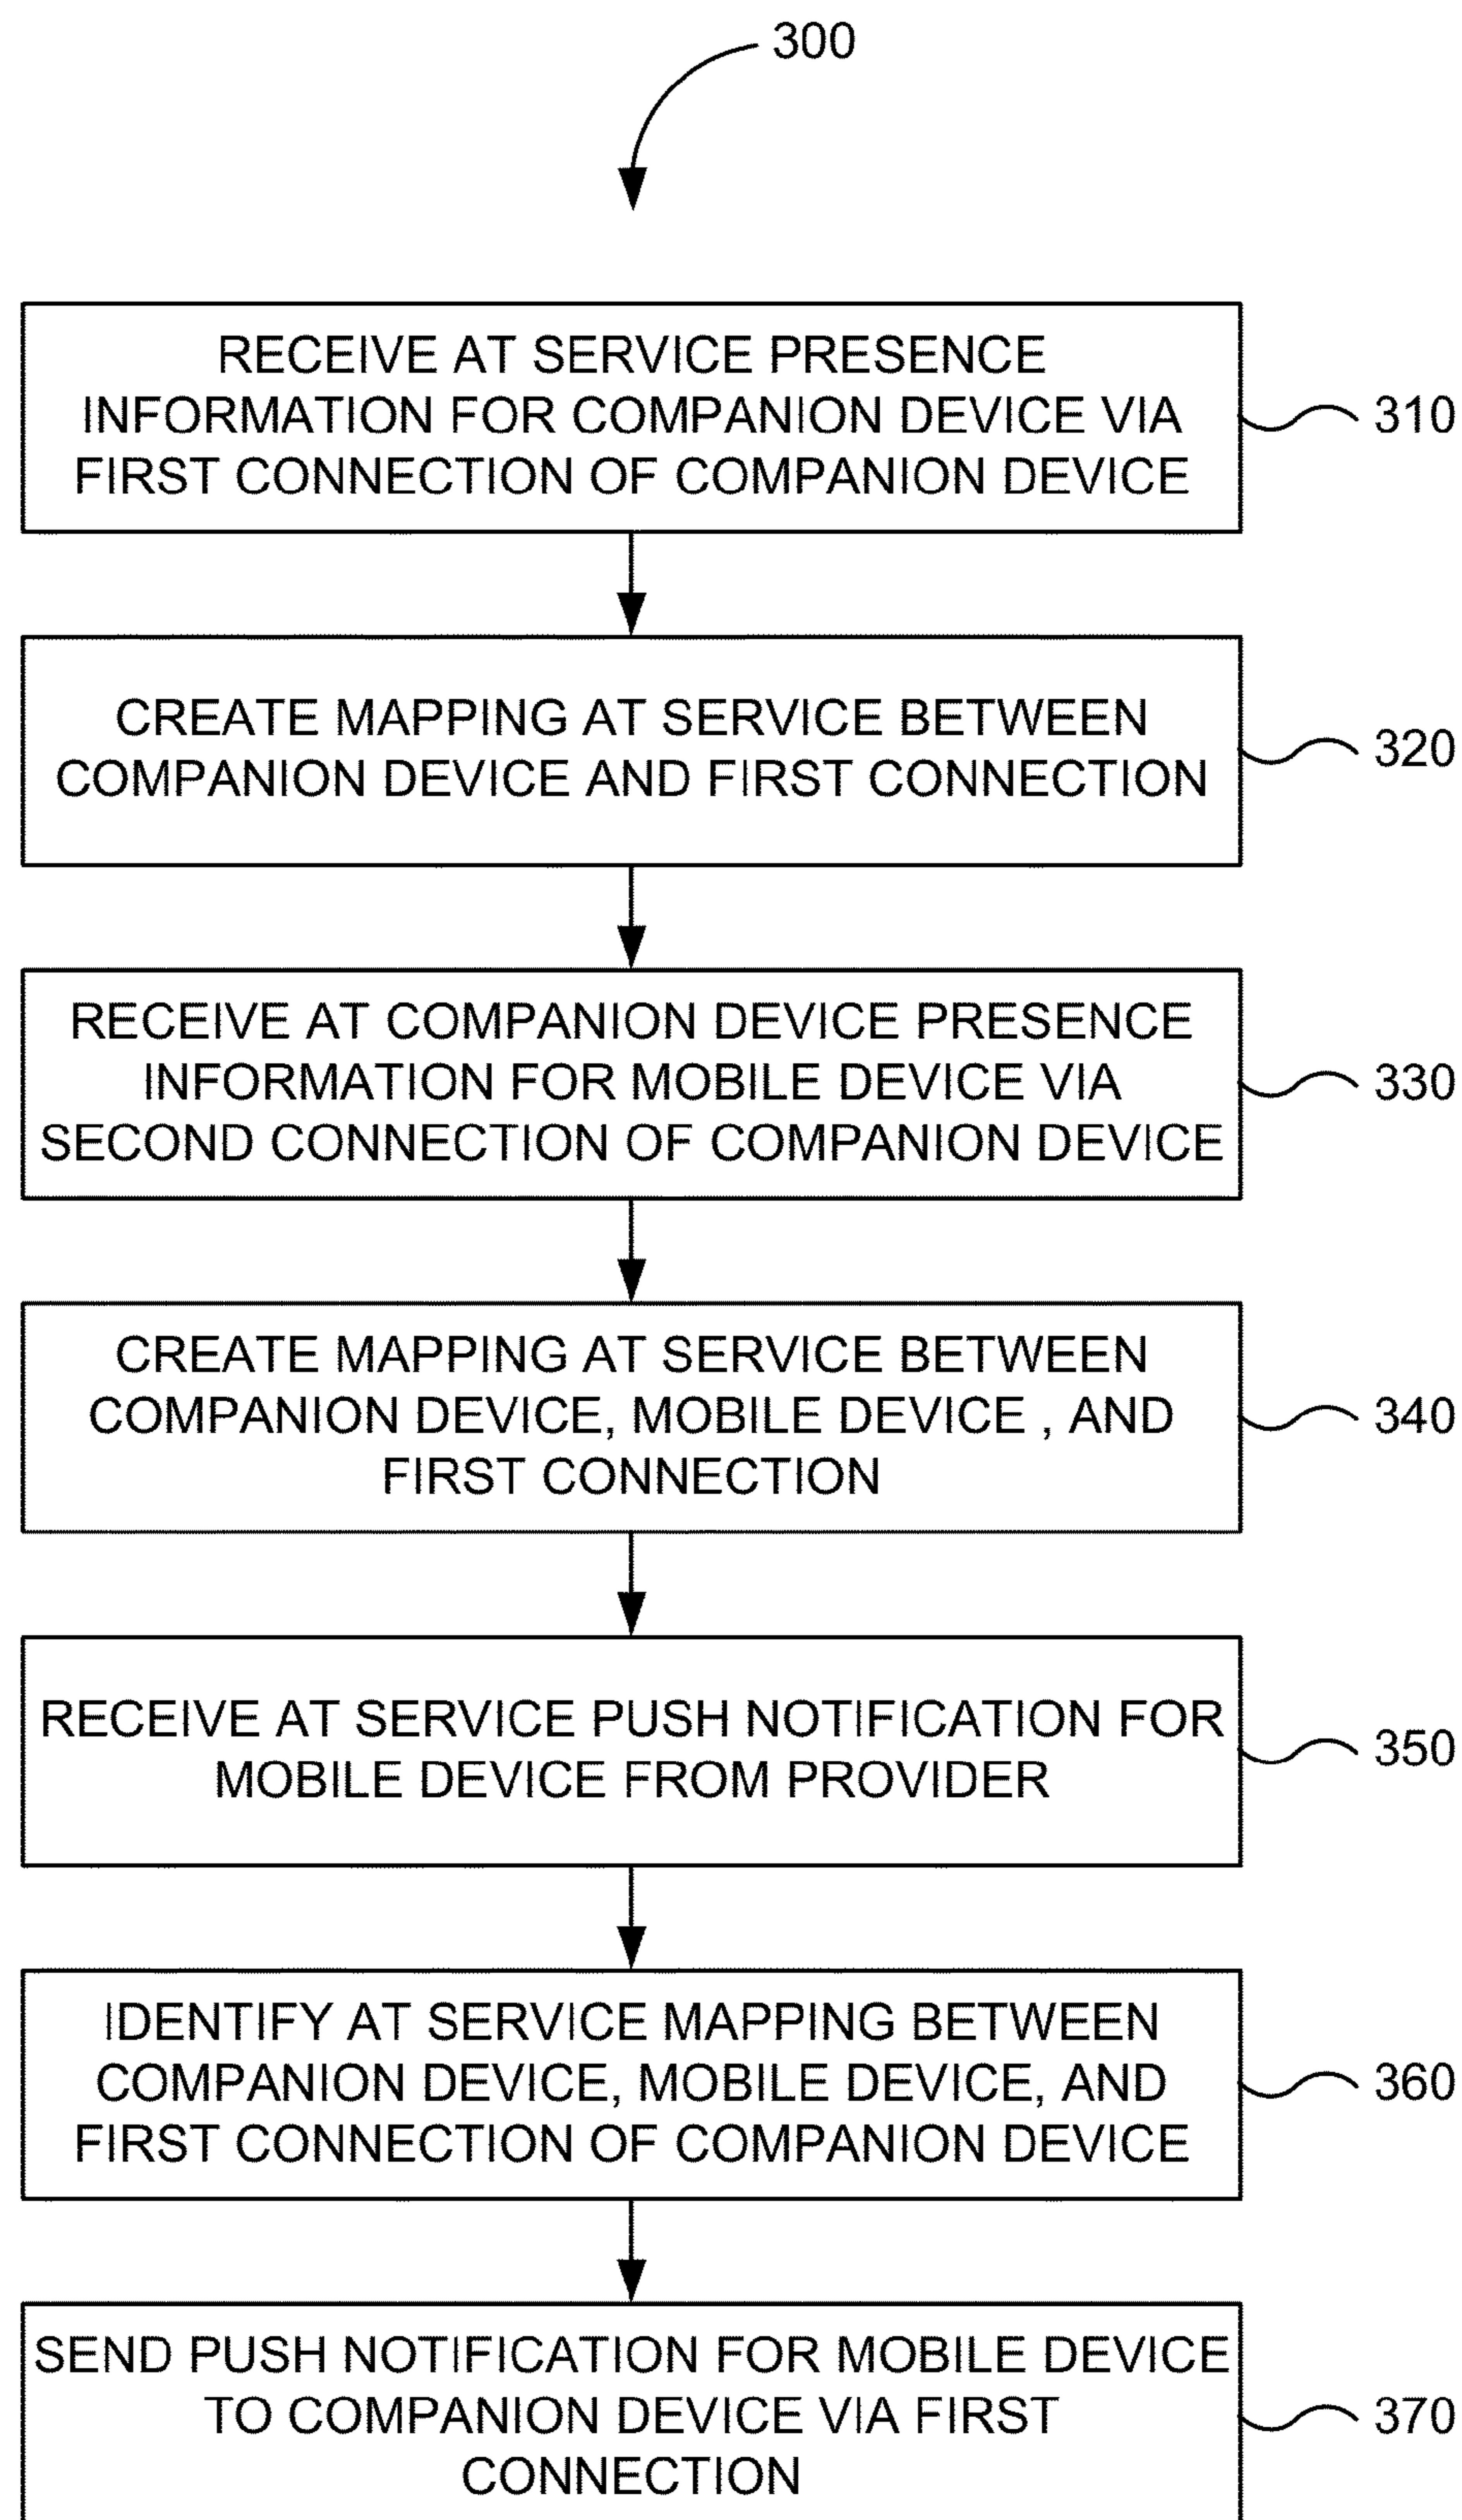 300
RECEIVE AT SERVICE PRESENCE
INFORMATION FOR COMPANION DEVICE VIA
FIRST CONNECTION OF COMPANION DEVICE
310
CREATE MAPPING AT SERVICE BETWEEN
COMPANION DEVICE AND FIRST CONNECTION
320
RECEIVE AT COMPANION DEVICE PRESENCE
INFORMATION FOR MOBILE DEVICE VIA
SECOND CONNECTION OF COMPANION DEVICE
330
CREATE MAPPING AT SERVICE BETWEEN
COMPANION DEVICE, MOBILE DEVICE , AND
FIRST CONNECTION
340
RECEIVE AT SERVICE PUSH NOTIFICATION FOR
MOBILE DEVICE FROM PROVIDER
350
IDENTIFY AT SERVICE MAPPING BETWEEN
COMPANION DEVICE, MOBILE DEVICE, AND
FIRST CONNECTION OF COMPANION DEVICE
360
SEND PUSH NOTIFICATION FOR MOBILE DEVICE
TO COMPANION DEVICE VIA FIRST
CONNECTION
370